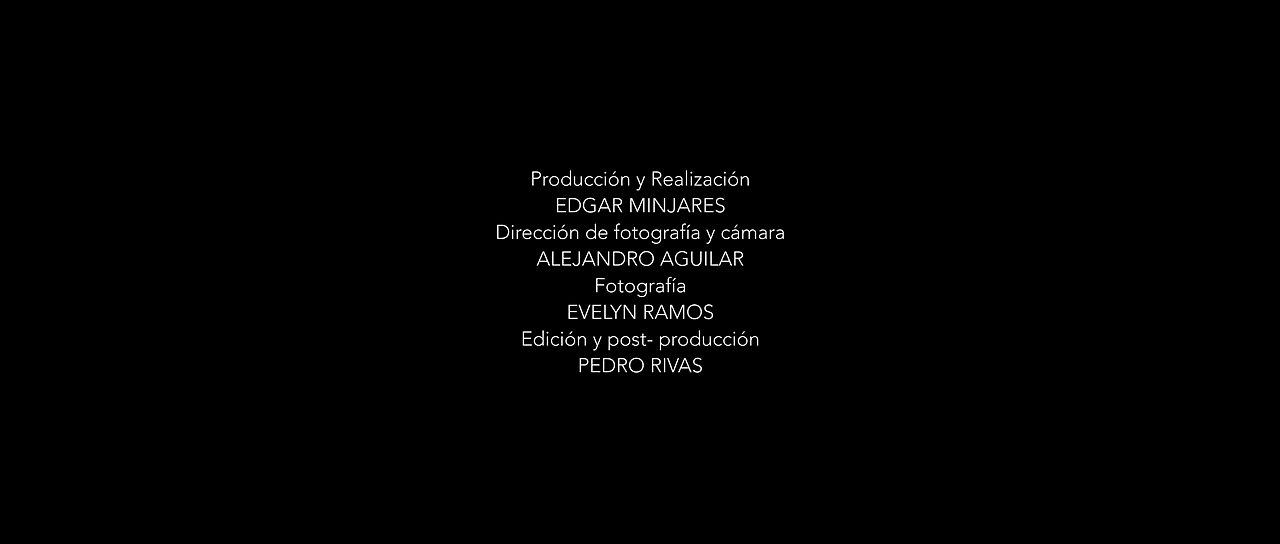 Producción y Realización
EDGAR MINJARES
Dirección de fotografía y cámara
ALEJANDRO AGUILAR
Fotografía
EVELYN RAMOS
Edición y post- producción
PEDRO RIVAS